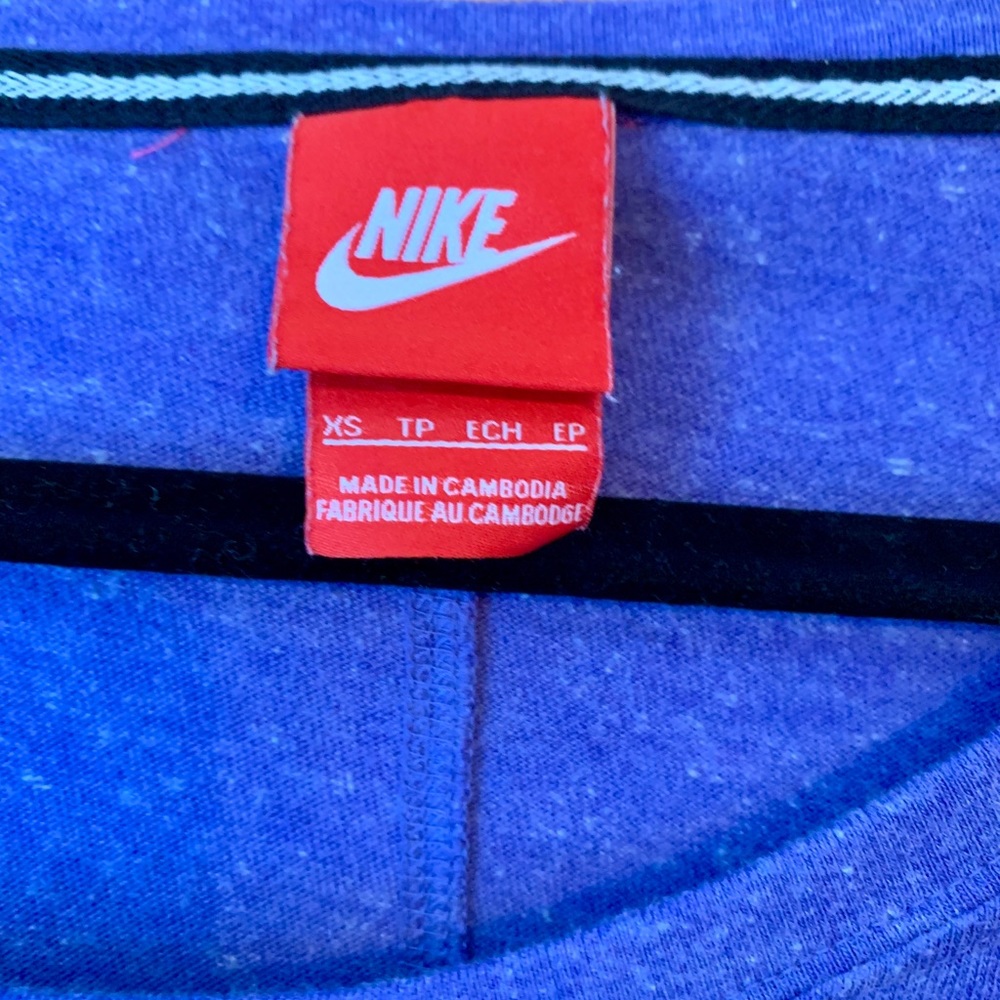 NIKE
XS TP ECH EP
MADE IN CAMBODIA
FABRIQUE AU CAMBODGE